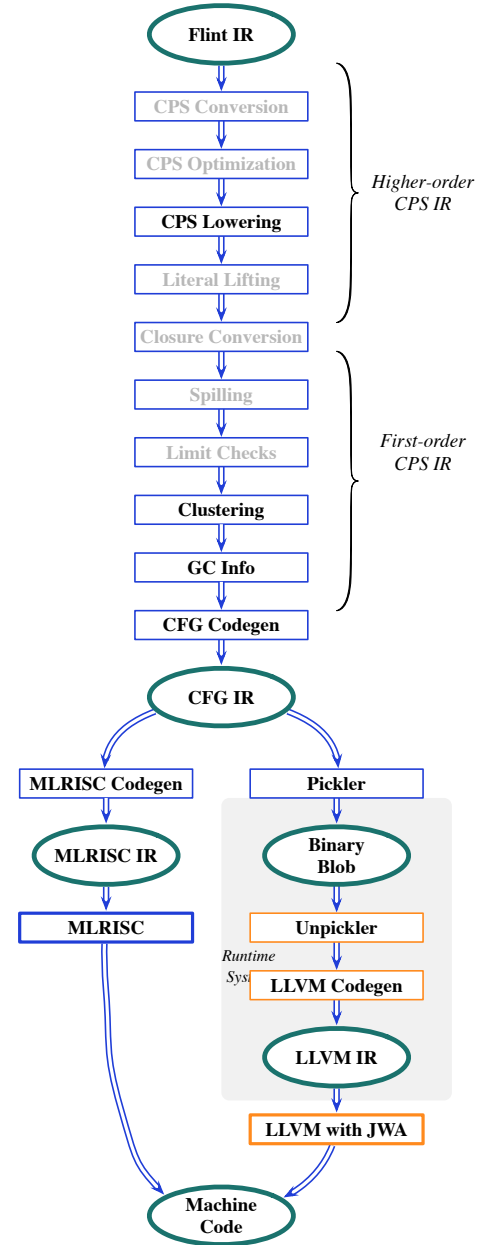 Flint IR
CPS Conversion
CPS Optimization
Higher-order
CPS IR
CPS Lowering
Literal Lifting
Closure Conversion
Spilling
First-order
CPS IR
Limit Checks
Clustering
GC Info
CFG Codegen
CFG IR
MLRISC Codegen
Pickler
MLRISC IR
Binary
Blob
MLRISC
Unpickler
Runtime
LLVM Codegen
LLVM IR
LLVM with JWA
Machine
Code